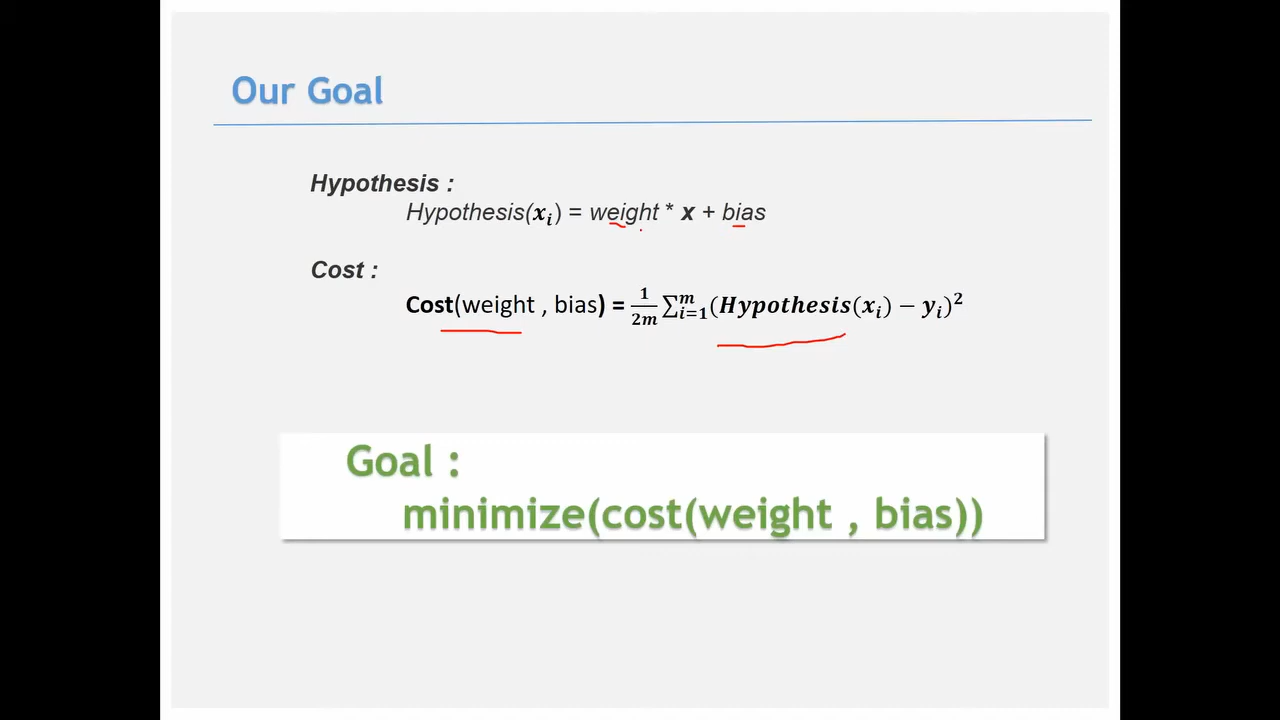 Our Goal
Hypothesis :
Hypothesis(𝒙ᵢ) = weight * x + bias
Cost :
Cost(weight , bias) = 1/2m ∑ᵢ₌₁ᵐ (Hypothesis(xᵢ) − yᵢ)²
Goal :
minimize(cost(weight , bias))